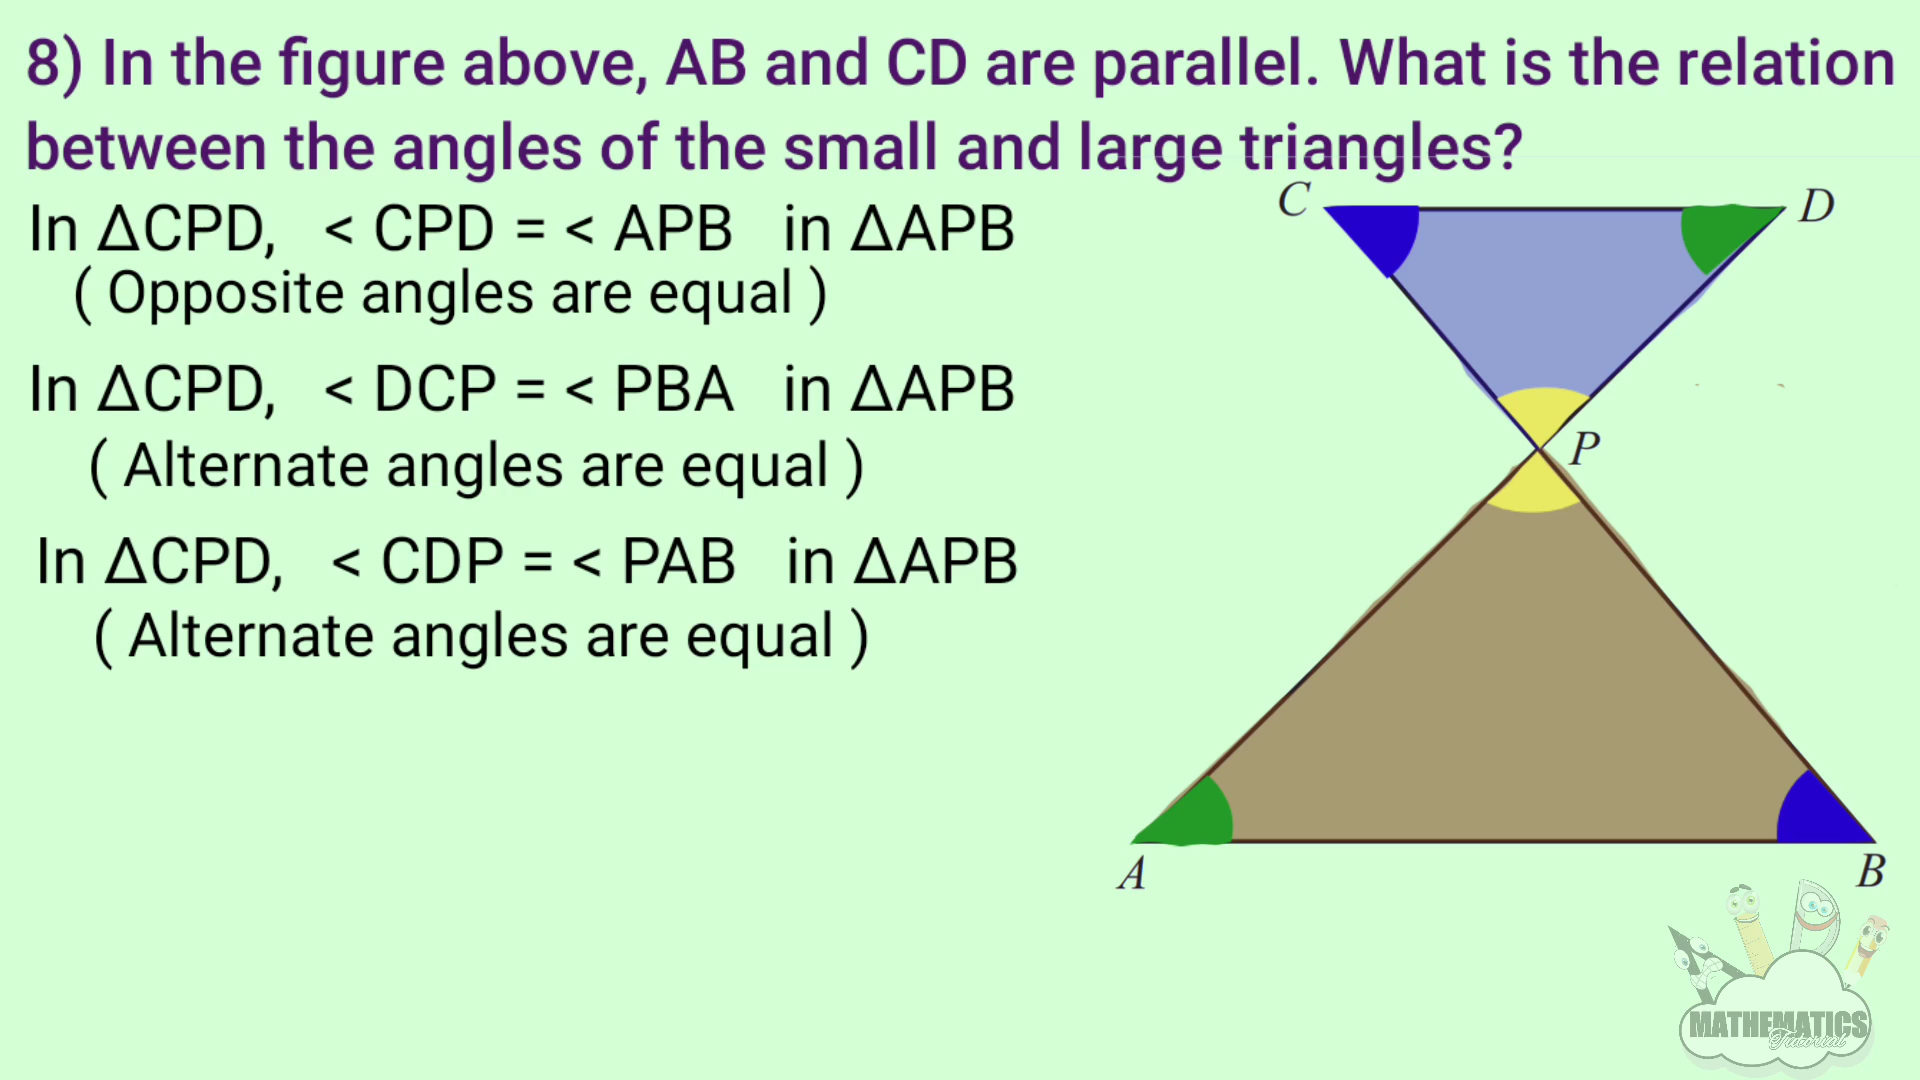 8) In the figure above, AB and CD are parallel. What is the relation
between the angles of the small and large triangles?
In ΔCPD, < CPD = < APB in ΔAPB
( Opposite angles are equal )
In ΔCPD, < DCP = < PBA in ΔAPB
( Alternate angles are equal )
In ΔCPD, < CDP = < PAB in ΔAPB
( Alternate angles are equal )
C
D
P
A
B
MATHEMATICS
Tutorial